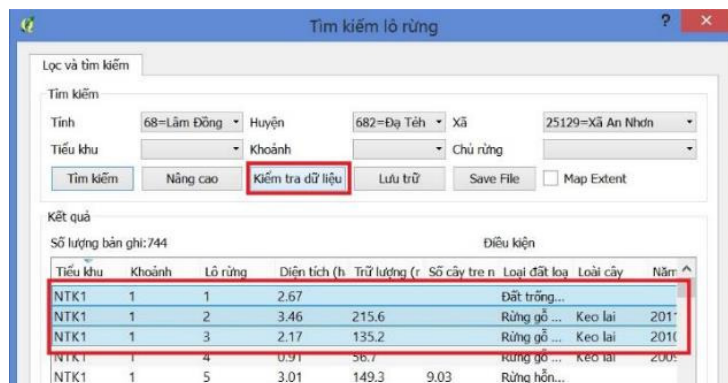 Tìm kiếm lô rừng
Lọc và tìm kiếm
Tìm kiếm
Tỉnh 68=Lâm Đồng Huyện 682=Đạ Tẻh Xã 25129=Xã An Nhơn
Tiểu khu Khoảnh Chủ rừng
Tìm kiếm Nâng cao Kiểm tra dữ liệu Lưu trữ Save File Map Extent
Kết quả
Số lượng bản ghi:744 Điều kiện
Tiểu khu Khoảnh Lô rừng Diện tích (h Trữ lượng (r Số cây tre n Loại đất loạ Loài cây Năm
NTK1 1 1 2.67 Đất trống...
NTK1 1 2 3.46 215.6 Rừng gỗ ... Keo lai 201
NTK1 1 3 2.17 135.2 Rừng gỗ ... Keo lai 2010
NTK1 1 4 0.91 56.7 Rừng gỗ ... Keo lai 2009
NTK1 1 5 3.01 149.3 9.03 Rừng hỗn...